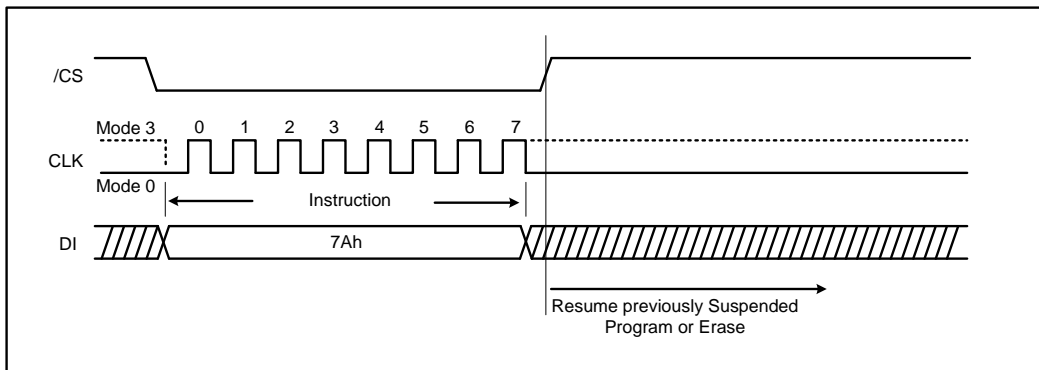 /CS
Mode 3
0 1 2 3 4 5 6 7
CLK
Mode 0
Instruction
DI
7Ah
Resume previously Suspended
Program or Erase